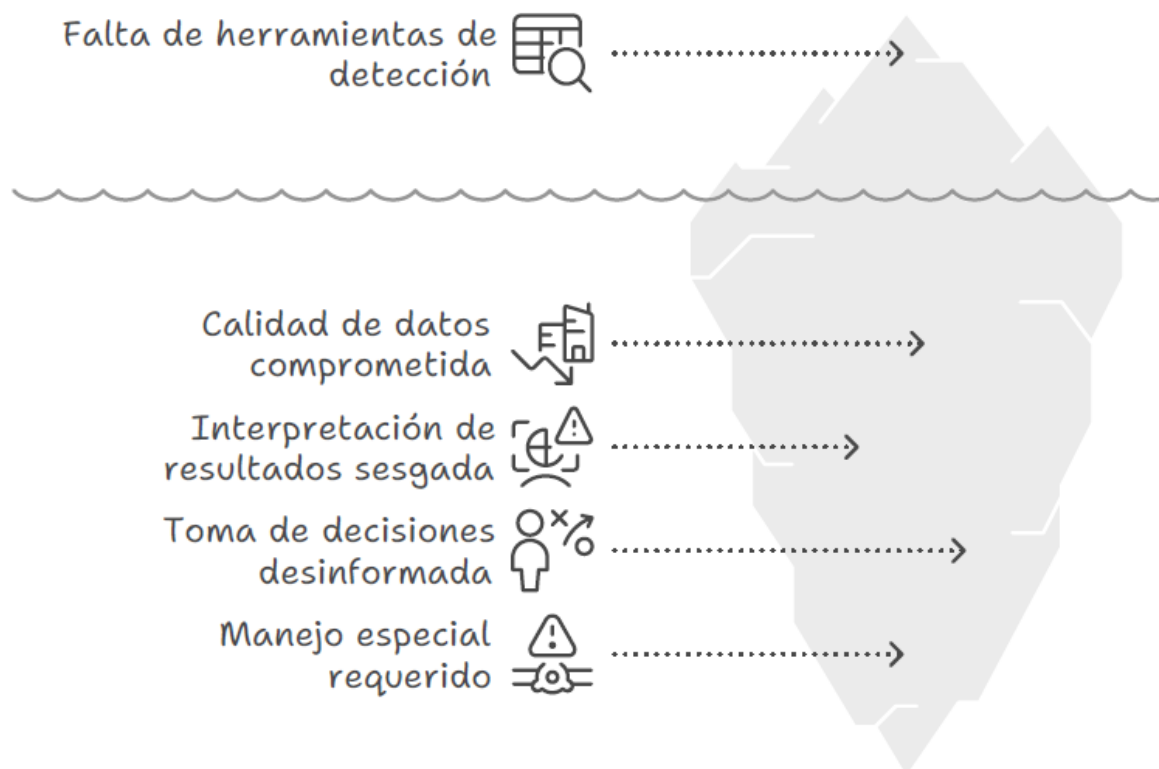 Falta de herramientas de
detección
Calidad de datos
comprometida
Interpretación de
resultados sesgada
Toma de decisiones
desinformada
Manejo especial
requerido